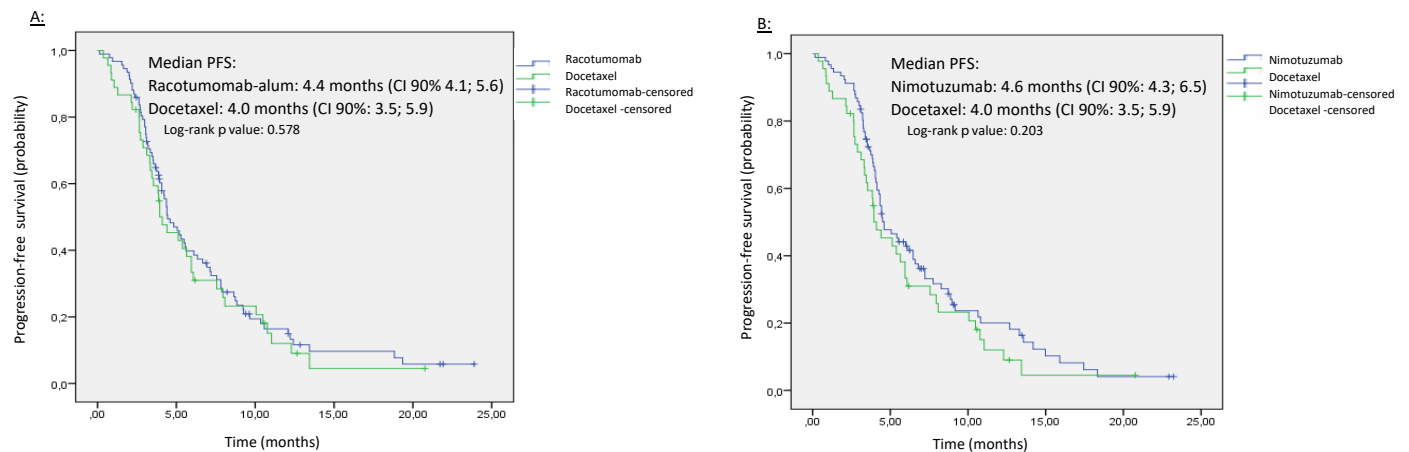 A:
Median PFS:
Racotumomab-alum: 4.4 months (CI 90% 4.1; 5.6)
Docetaxel: 4.0 months (CI 90%: 3.5; 5.9)
Log-rank p value: 0.578
Racotumomab
Docetaxel
Racotumomab-censored
Docetaxel -censored
Progression-free survival (probability)
1,0
0,8
0,6
0,4
0,2
0,0
,00 5,00 10,00 15,00 20,00 25,00
Time (months)
B:
Median PFS:
Nimotuzumab: 4.6 months (CI 90%: 4.3; 6.5)
Docetaxel: 4.0 months (CI 90%: 3.5; 5.9)
Log-rank p value: 0.203
Nimotuzumab
Docetaxel
Nimotuzumab-censored
Docetaxel -censored
Progression-free survival (probability)
1,0
0,8
0,6
0,4
0,2
0,0
,00 5,00 10,00 15,00 20,00 25,00
Time (months)